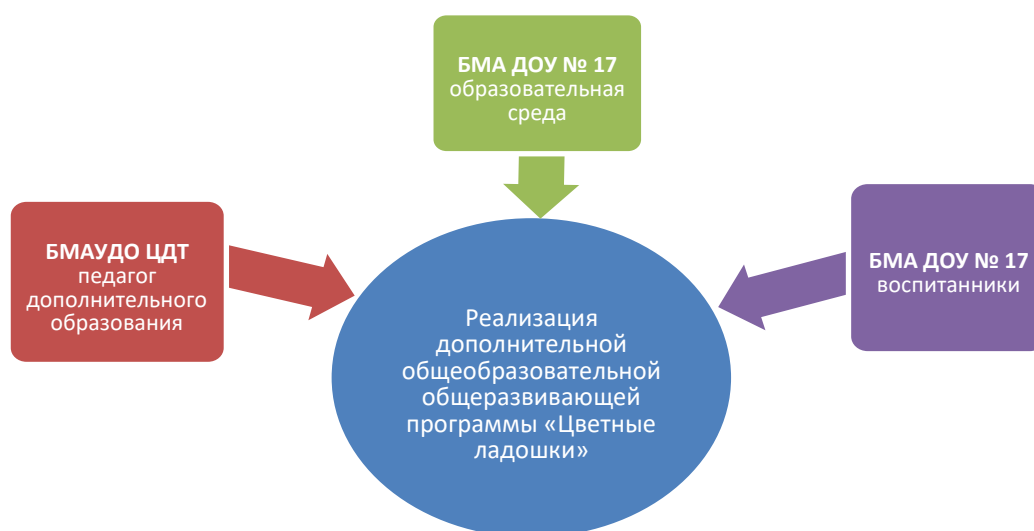 БМА ДОУ № 17
образовательная
среда
БМАУДО ЦДТ
педагог
дополнительного
образования
БМА ДОУ № 17
воспитанники
Реализация
дополнительной
общеобразовательной
общеразвивающей
программы «Цветные
ладошки»